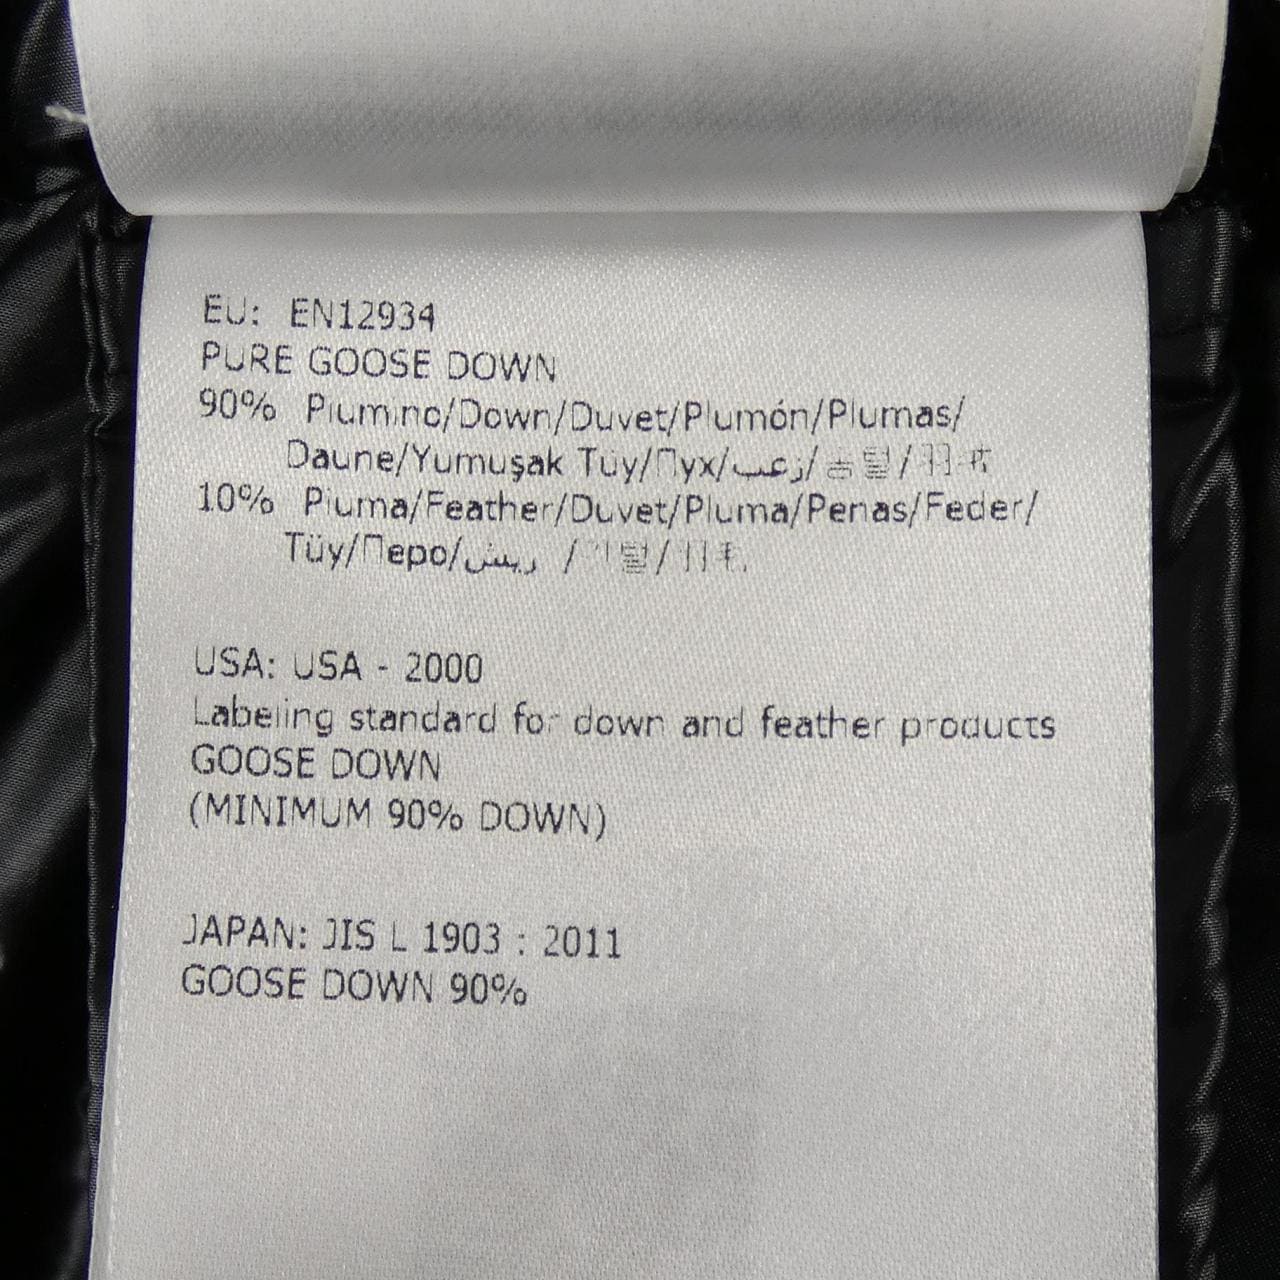 EU: EN12934
PURE GOOSE DOWN
90% Piumino/Down/Duvet/Plumón/Plumas/
Daune/Yumuşak Tüy/Пух/زغب/솜털/羽毛
10% Piuma/Feather/Duvet/Pluma/Penas/Feder/
Tüy/Перо/ريش /깃털/羽毛
USA: USA - 2000
Labeling standard for down and feather products
GOOSE DOWN
(MINIMUM 90% DOWN)
JAPAN: JIS L 1903 : 2011
GOOSE DOWN 90%